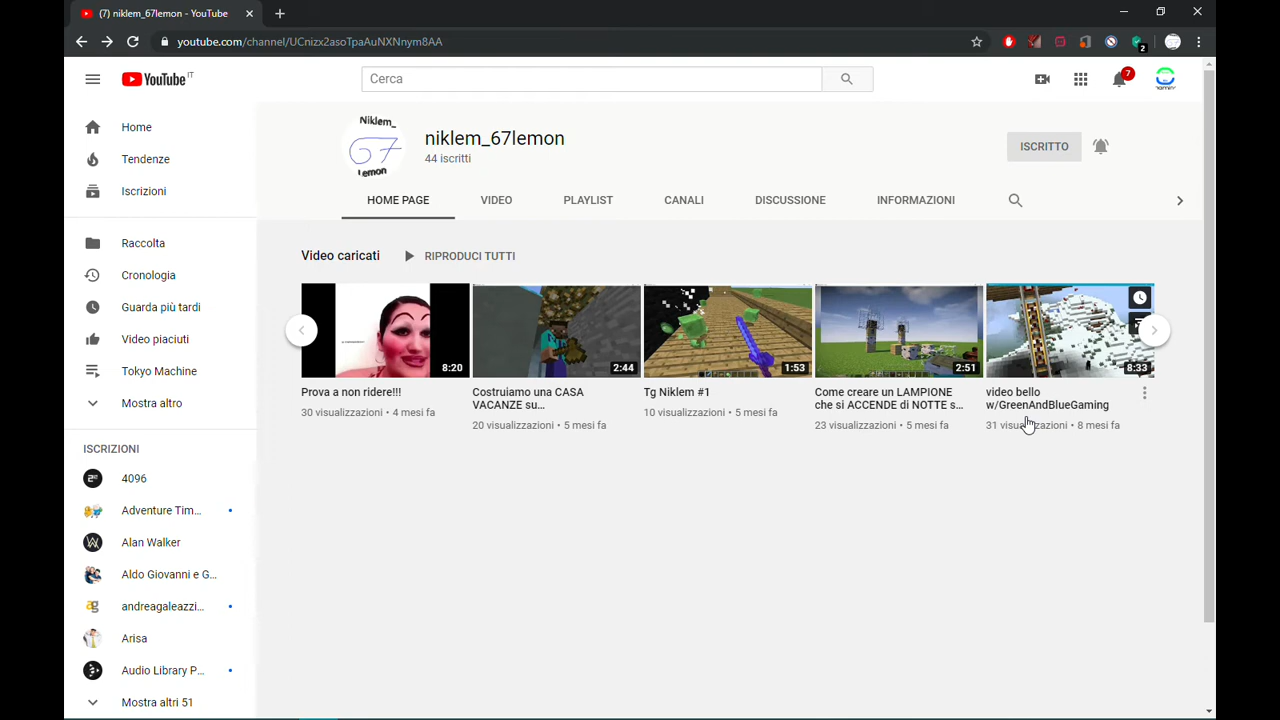 (7) niklem_67lemon - YouTube
youtube.com/channel/UCnizx2asoTpaAuNXNnym8AA
2
YouTube IT
Cerca
7
Home
Tendenze
Iscrizioni
Raccolta
Cronologia
Guarda più tardi
Video piaciuti
Tokyo Machine
Mostra altro
ISCRIZIONI
4096
Adventure Tim...
Alan Walker
Aldo Giovanni e G...
andreagaleazzi...
Arisa
Audio Library P...
Mostra altri 51
Niklem_
67
Lemon
niklem_67lemon
44 iscritti
ISCRITTO
HOME PAGE VIDEO PLAYLIST CANALI DISCUSSIONE INFORMAZIONI
Video caricati RIPRODUCI TUTTI
8:20
Prova a non ridere!!!
30 visualizzazioni • 4 mesi fa
2:44
Costruiamo una CASA
VACANZE su...
20 visualizzazioni • 5 mesi fa
1:53
Tg Niklem #1
10 visualizzazioni • 5 mesi fa
2:51
Come creare un LAMPIONE
che si ACCENDE di NOTTE s...
23 visualizzazioni • 5 mesi fa
8:33
video bello
w/GreenAndBlueGaming
31 visualizzazioni • 8 mesi fa